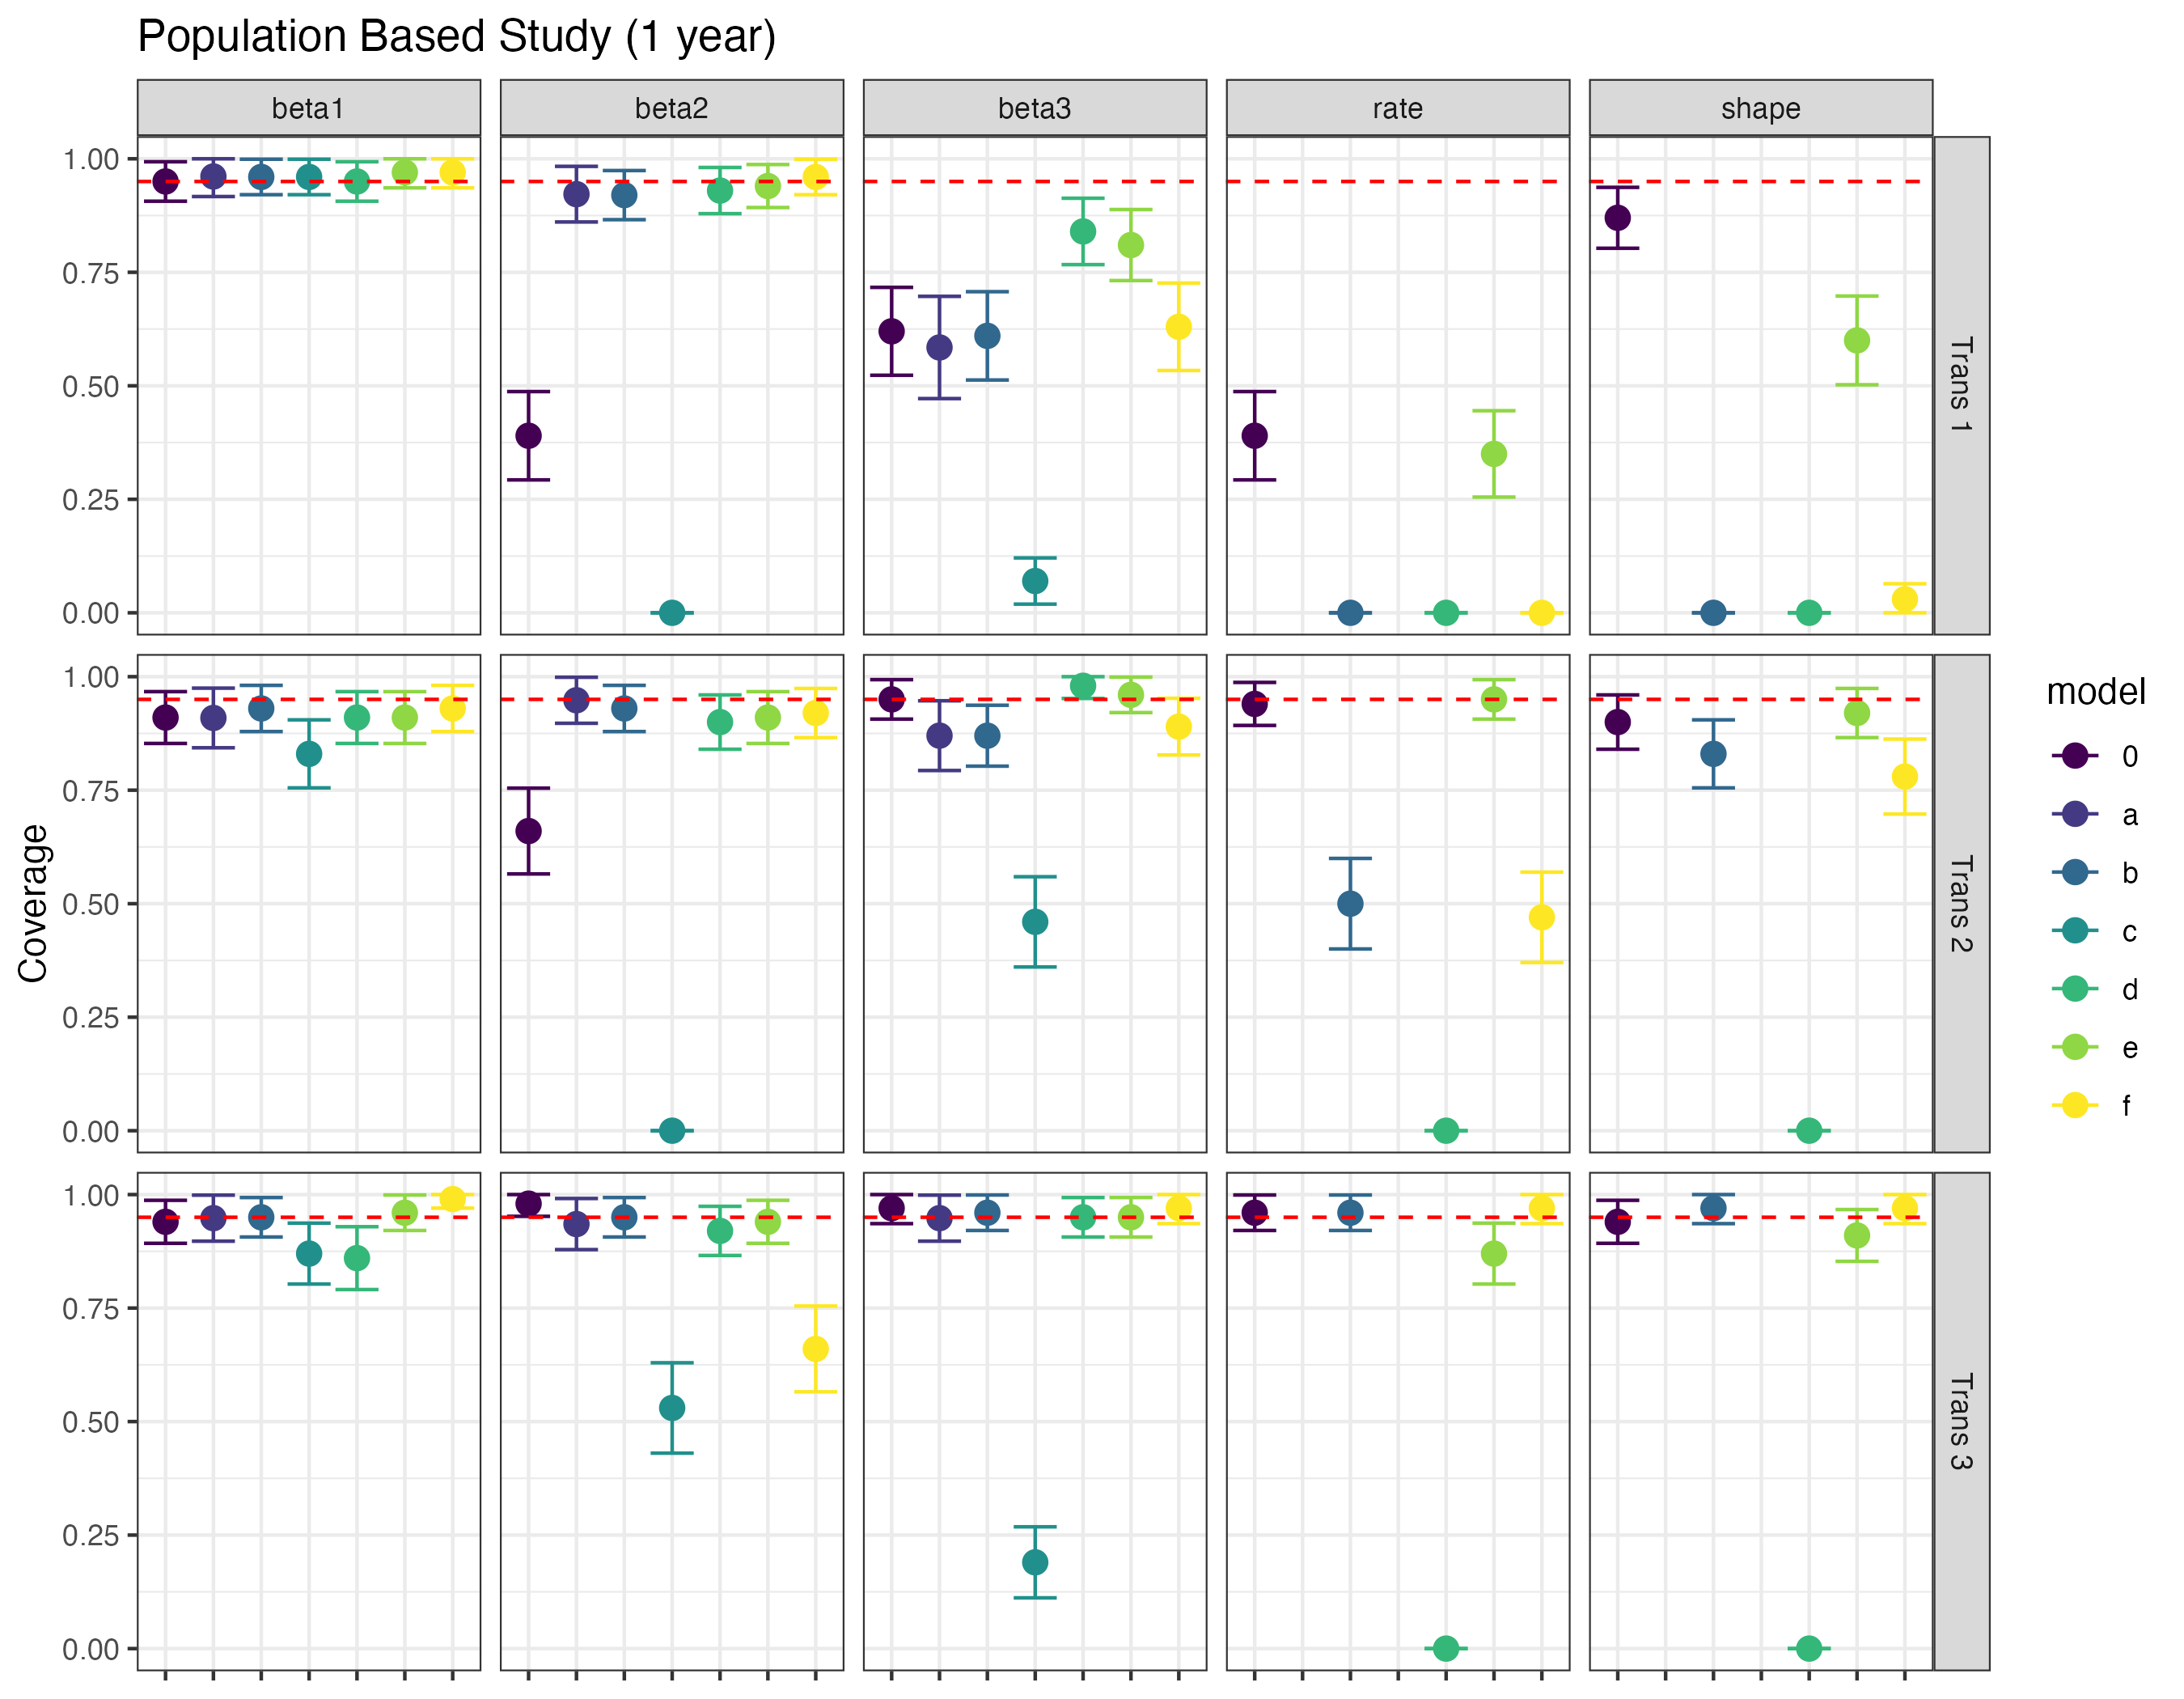 Population Based Study (1 year)
beta1 beta2 beta3 rate shape
1.00
0.75
0.50
0.25
0.00
Trans 1
1.00
0.75
0.50
0.25
0.00
Trans 2
1.00
0.75
0.50
0.25
0.00
Trans 3
Coverage
model
0
a
b
c
d
e
f